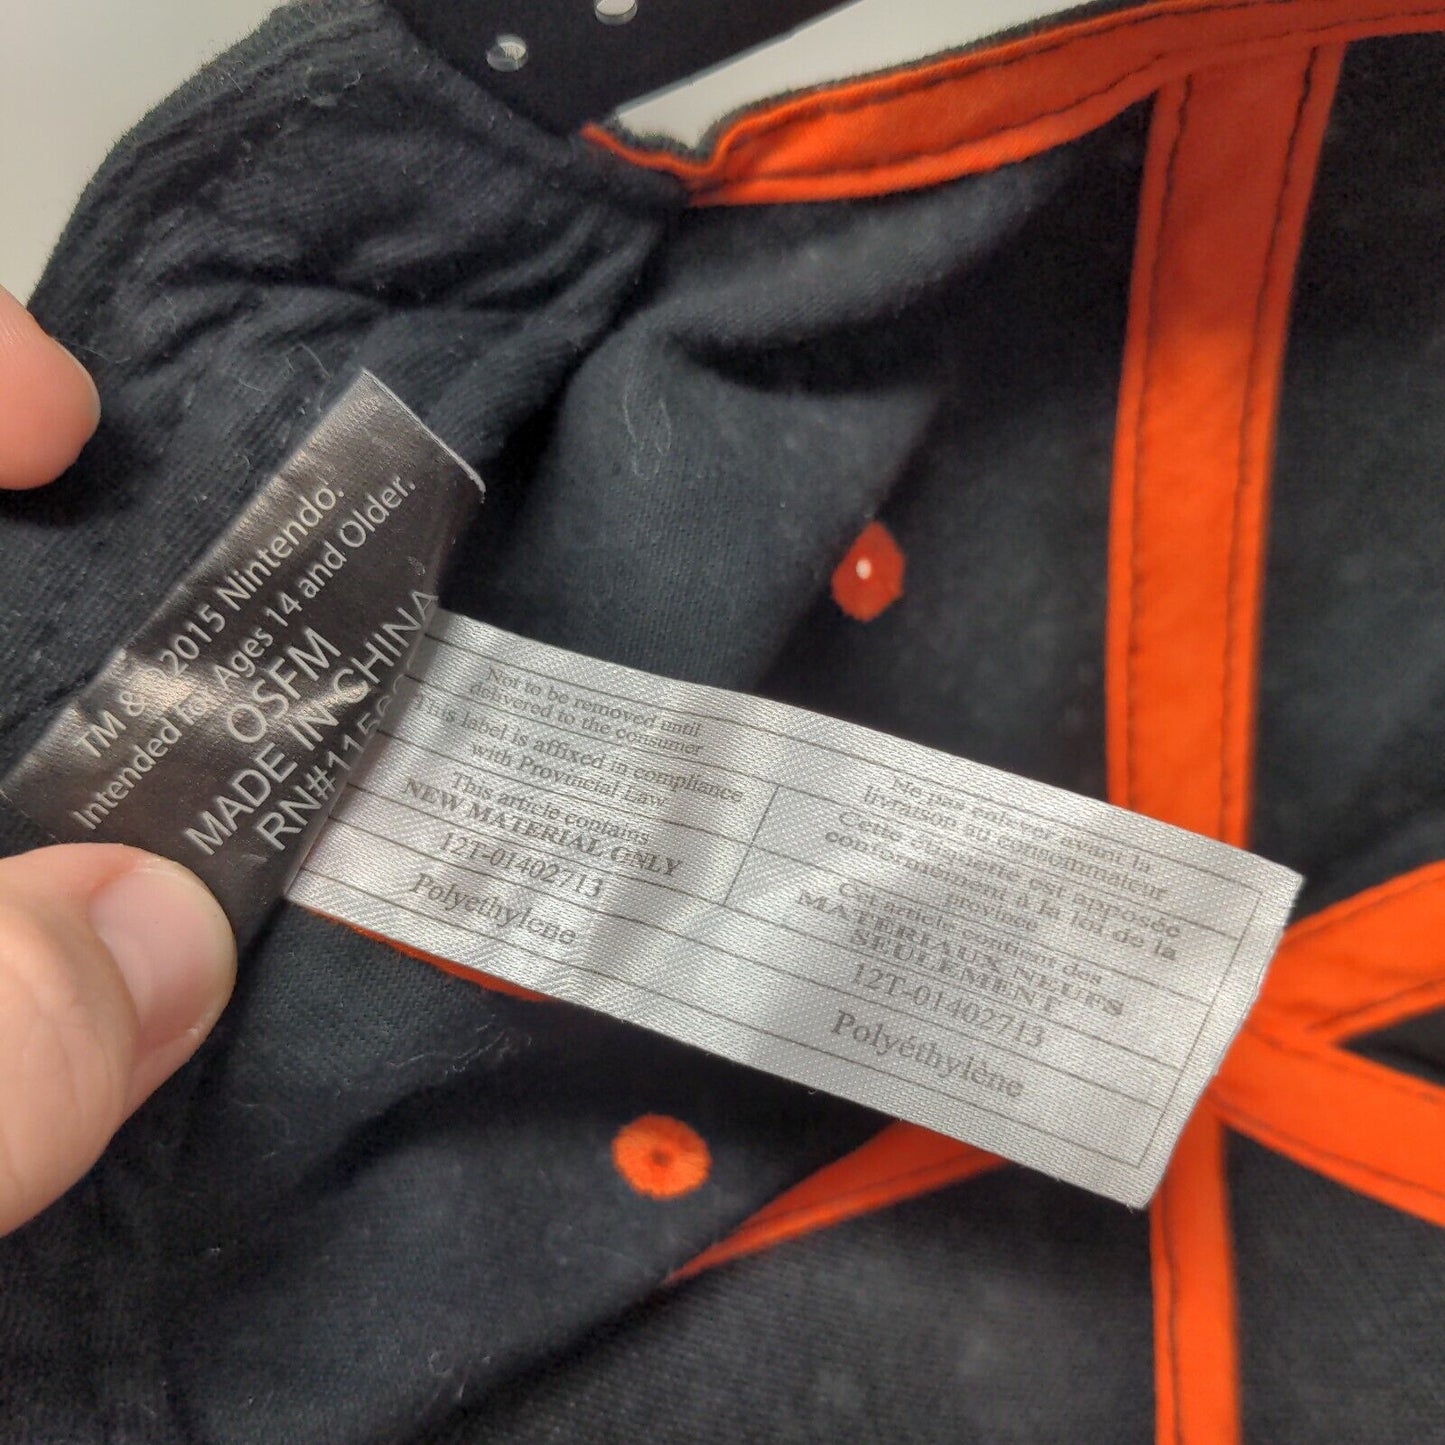 TM & ©2015 Nintendo.
Intended for Ages 14 and Older.
OSFM
MADE IN CHINA
Not to be removed until
delivered to the consumer
This label is affixed in compliance
with Provincial Law
This article contains
NEW MATERIAL ONLY
12T-01402713
Polyethylene
Ne pas enlever avant la
livraison au consommateur
Cette étiquette est apposée
conformément à la loi de la
province
Cet article contient des
MATERIAUX NEUFS
SEULEMENT
12T-01402713
Polyéthylène